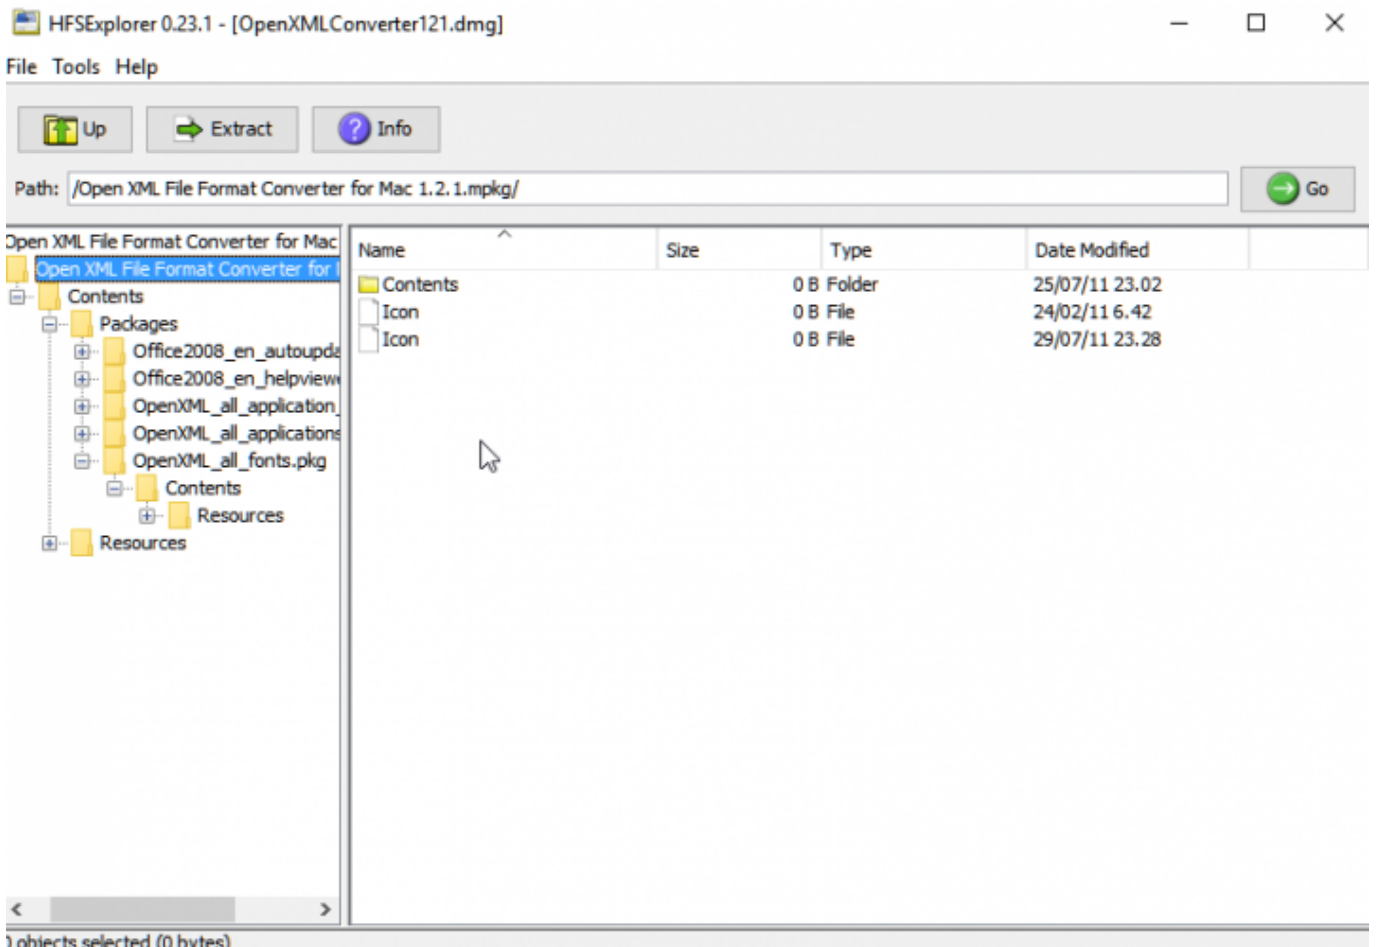 HFSExplorer 0.23.1 - [OpenXMLConverter121.dmg]
File Tools Help
Up Extract ? Info
Path: /Open XML File Format Converter for Mac 1.2.1.mpkg/ Go
Open XML File Format Converter for Mac
Open XML File Format Converter for
Contents
Packages
Office2008_en_autoupda
Office2008_en_helpview
OpenXML_all_application_
OpenXML_all_applications
OpenXML_all_fonts.pkg
Contents
Resources
Resources
Name Size Type Date Modified
Contents 0 B Folder 25/07/11 23.02
Icon 0 B File 24/02/11 6.42
Icon 0 B File 29/07/11 23.28
0 objects selected (0 bytes)